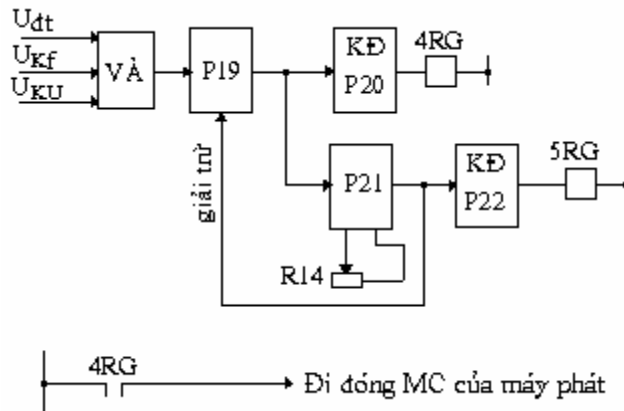 Uđt
UKf
UKU
VÀ
P19
KĐ
P20
4RG
giải trừ
P21
KĐ
P22
5RG
R14
4RG
Đi đóng MC của máy phát